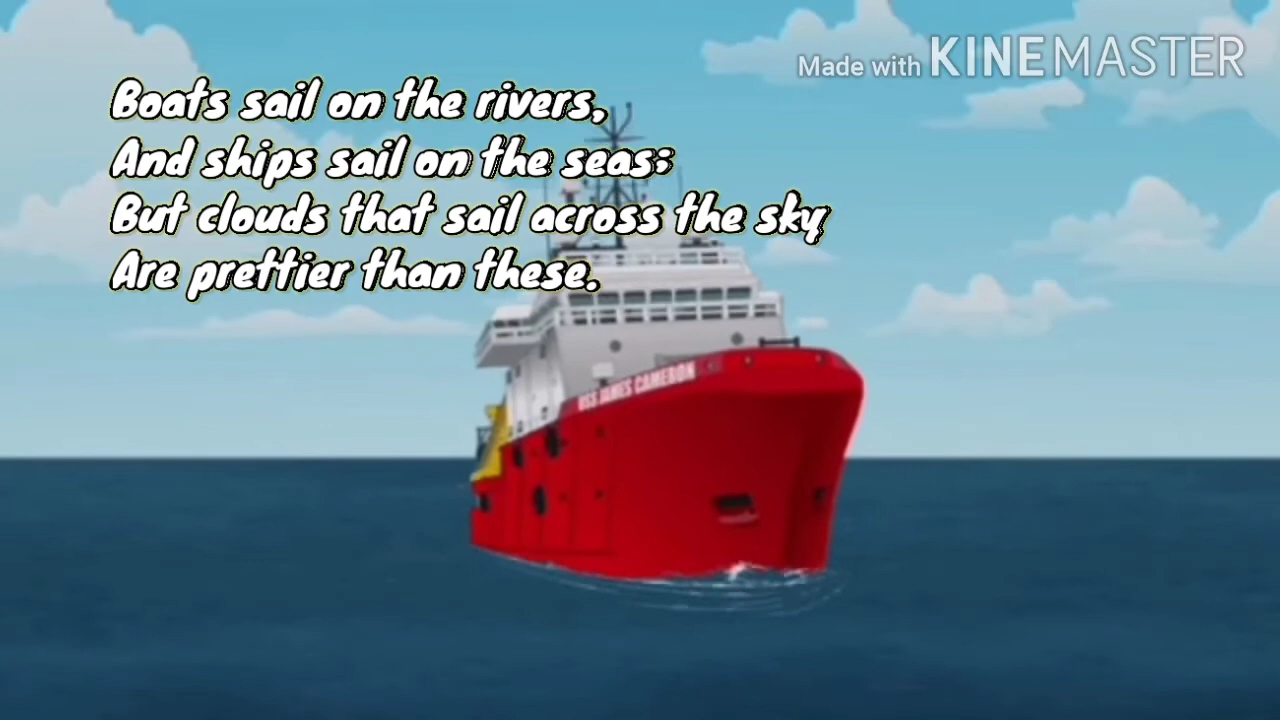 Made with KINEMASTER
Boats sail on the rivers,
And ships sail on the seas;
But clouds that sail across the sky
Are prettier than these.
USS JAMES CAMERON